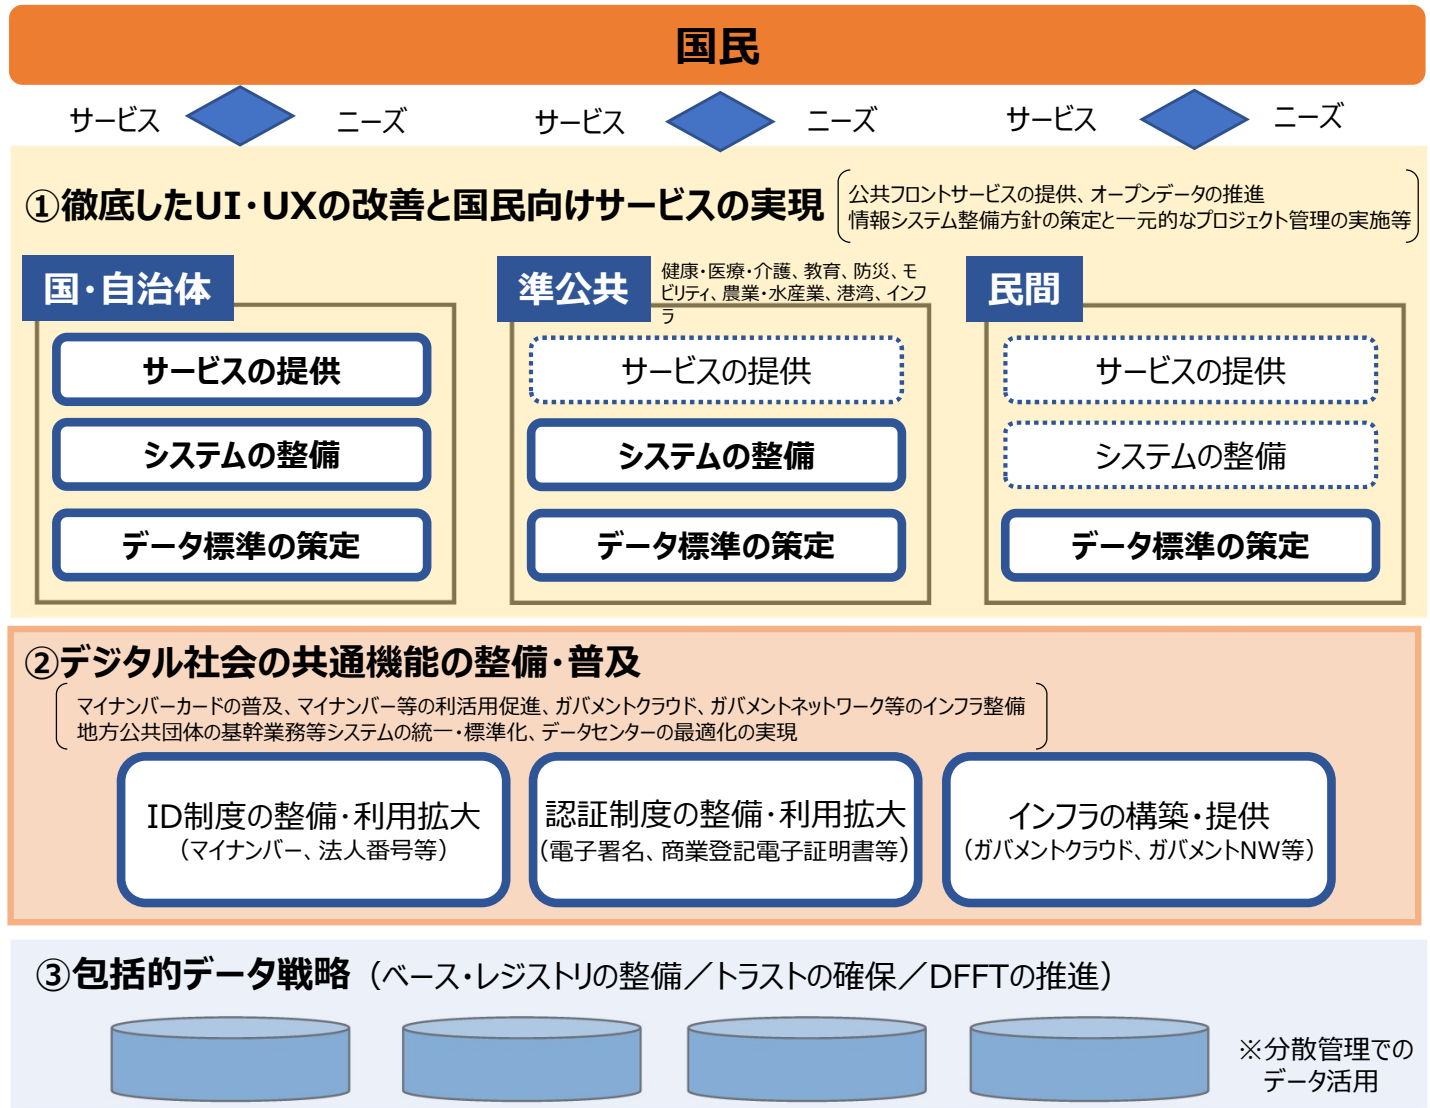 国民
サービス ニーズ サービス ニーズ サービス ニーズ
①徹底したUI・UXの改善と国民向けサービスの実現
公共フロントサービスの提供、オープンデータの推進
情報システム整備方針の策定と一元的なプロジェクト管理の実施等
国・自治体
サービスの提供
システムの整備
データ標準の策定
準公共
健康・医療・介護、教育、防災、モ
ビリティ、農業・水産業、港湾、インフ
ラ
サービスの提供
システムの整備
データ標準の策定
民間
サービスの提供
システムの整備
データ標準の策定
②デジタル社会の共通機能の整備・普及
マイナンバーカードの普及、マイナンバー等の利活用促進、ガバメントクラウド、ガバメントネットワーク等のインフラ整備
地方公共団体の基幹業務等システムの統一・標準化、データセンターの最適化の実現
ID制度の整備・利用拡大
（マイナンバー、法人番号等）
認証制度の整備・利用拡大
（電子署名、商業登記電子証明書等）
インフラの構築・提供
（ガバメントクラウド、ガバメントNW等）
③包括的データ戦略（ベース・レジストリの整備／トラストの確保／DFFTの推進）
※分散管理での
データ活用